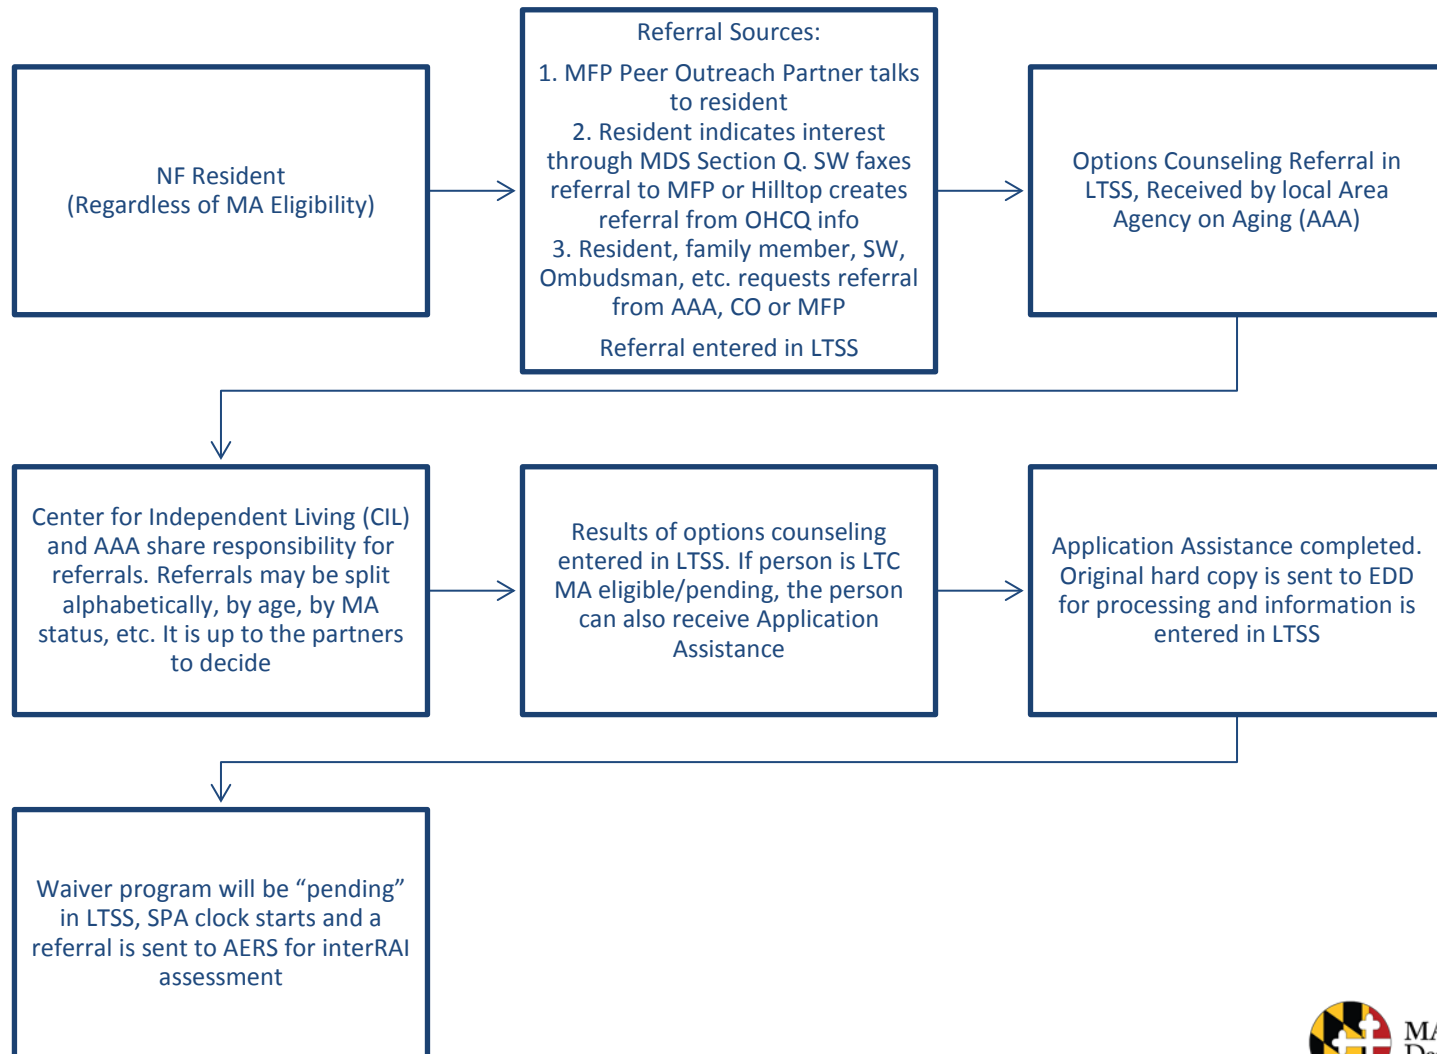 Referral Sources:
1. MFP Peer Outreach Partner talks
to resident
2. Resident indicates interest
through MDS Section Q. SW faxes
referral to MFP or Hilltop creates
referral from OHCQ info
3. Resident, family member, SW,
Ombudsman, etc. requests referral
from AAA, CO or MFP
Referral entered in LTSS
NF Resident
(Regardless of MA Eligibility)
Options Counseling Referral in
LTSS, Received by local Area
Agency on Aging (AAA)
Center for Independent Living (CIL)
and AAA share responsibility for
referrals. Referrals may be split
alphabetically, by age, by MA
status, etc. It is up to the partners
to decide
Results of options counseling
entered in LTSS. If person is LTC
MA eligible/pending, the person
can also receive Application
Assistance
Application Assistance completed.
Original hard copy is sent to EDD
for processing and information is
entered in LTSS
Waiver program will be “pending”
in LTSS, SPA clock starts and a
referral is sent to AERS for interRAI
assessment
MA